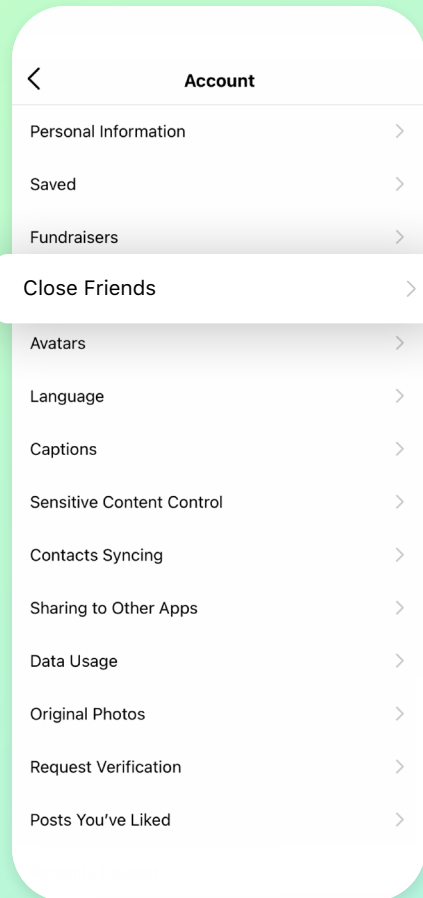 Account
Personal Information
Saved
Fundraisers
Close Friends
Avatars
Language
Captions
Sensitive Content Control
Contacts Syncing
Sharing to Other Apps
Data Usage
Original Photos
Request Verification
Posts You’ve Liked